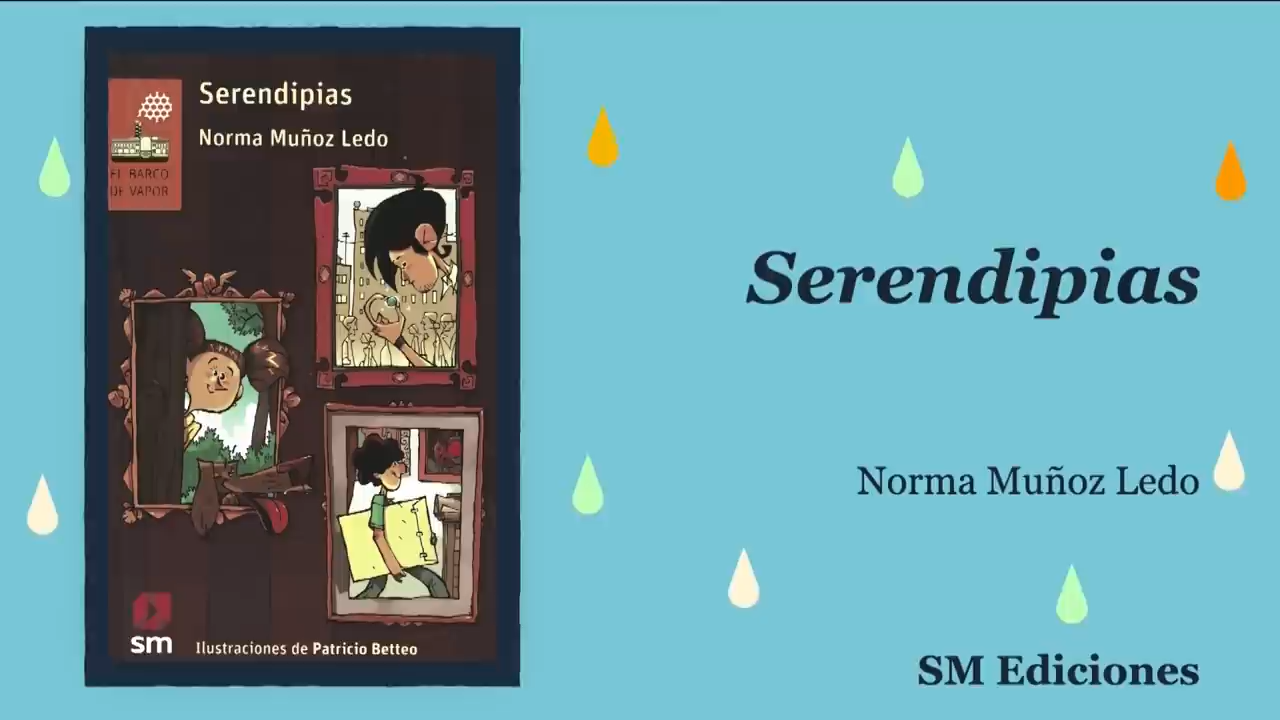 Serendipias
Norma Muñoz Ledo
EL BARCO
DE VAPOR
sm
Ilustraciones de Patricio Betteo
Serendipias
Norma Muñoz Ledo
SM Ediciones